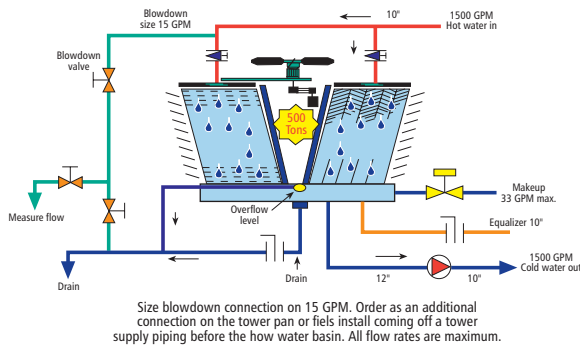 Blowdown
size 15 GPM
10"
1500 GPM
Hot water in
Blowdown
valve
500
Tons
Measure flow
Overflow
level
Makeup
33 GPM max.
Equalizer 10"
Drain
Drain
12"
10"
1500 GPM
Cold water out
Size blowdown connection on 15 GPM. Order as an additional
connection on the tower pan or fiels install coming off a tower
supply piping before the how water basin. All flow rates are maximum.